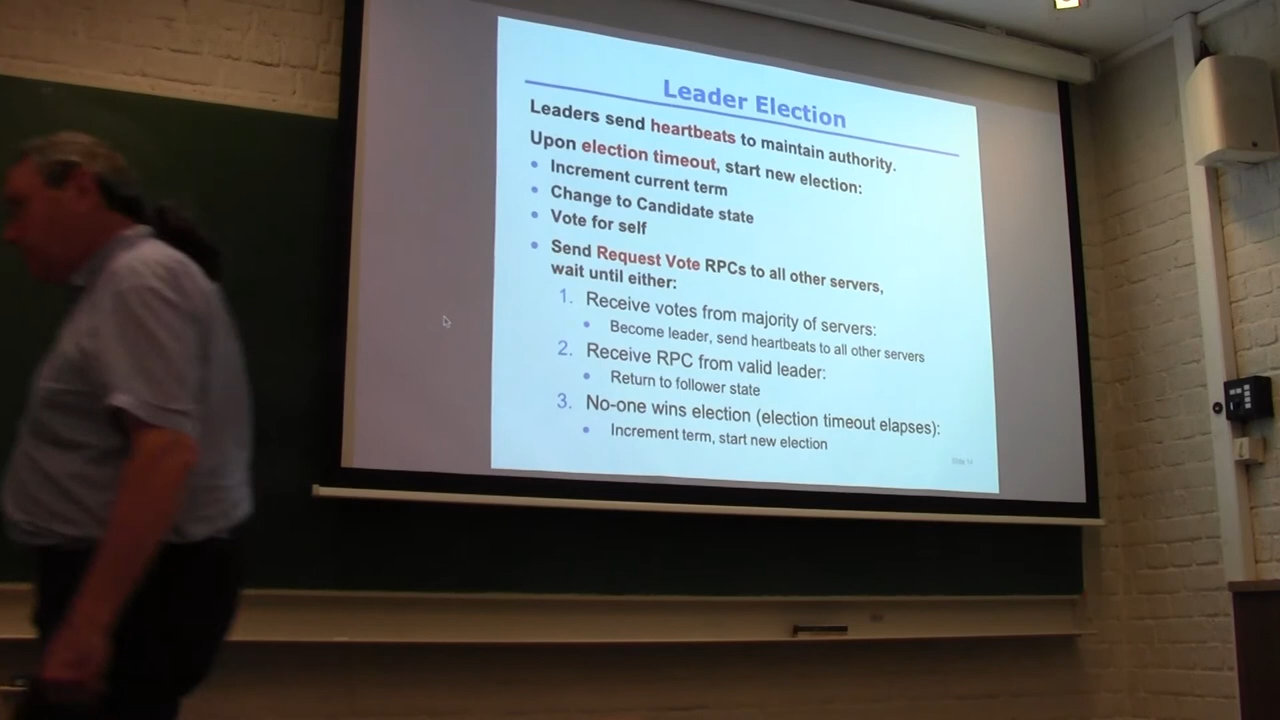 Leader Election
Leaders send heartbeats to maintain authority.
Upon election timeout, start new election:
• Increment current term
• Change to Candidate state
• Vote for self
• Send Request Vote RPCs to all other servers,
wait until either:
1. Receive votes from majority of servers:
• Become leader, send heartbeats to all other servers
2. Receive RPC from valid leader:
• Return to follower state
3. No-one wins election (election timeout elapses):
• Increment term, start new election
Slide 14